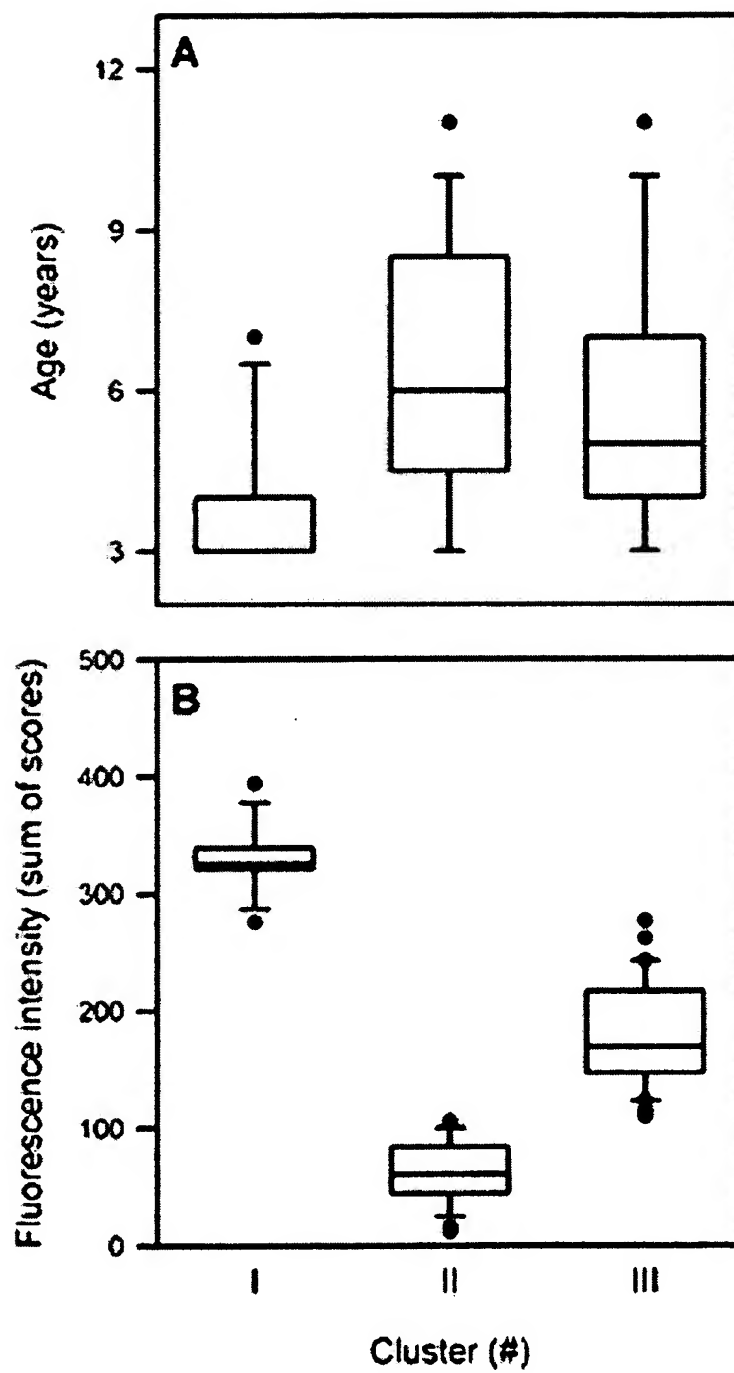 A
12
9
6
3
Age (years)
B
500
400
300
200
100
0
Fluorescence intensity (sum of scores)
I
II
III
Cluster (#)